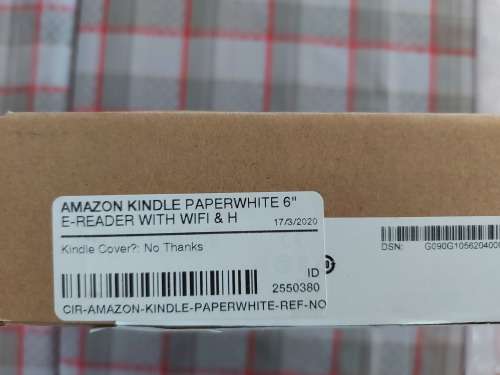 AMAZON KINDLE PAPERWHITE 6"
E-READER WITH WIFI & H
17/3/2020
Kindle Cover?: No Thanks
ID
2550380
CIR-AMAZON-KINDLE-PAPERWHITE-REF-NO
DSN: